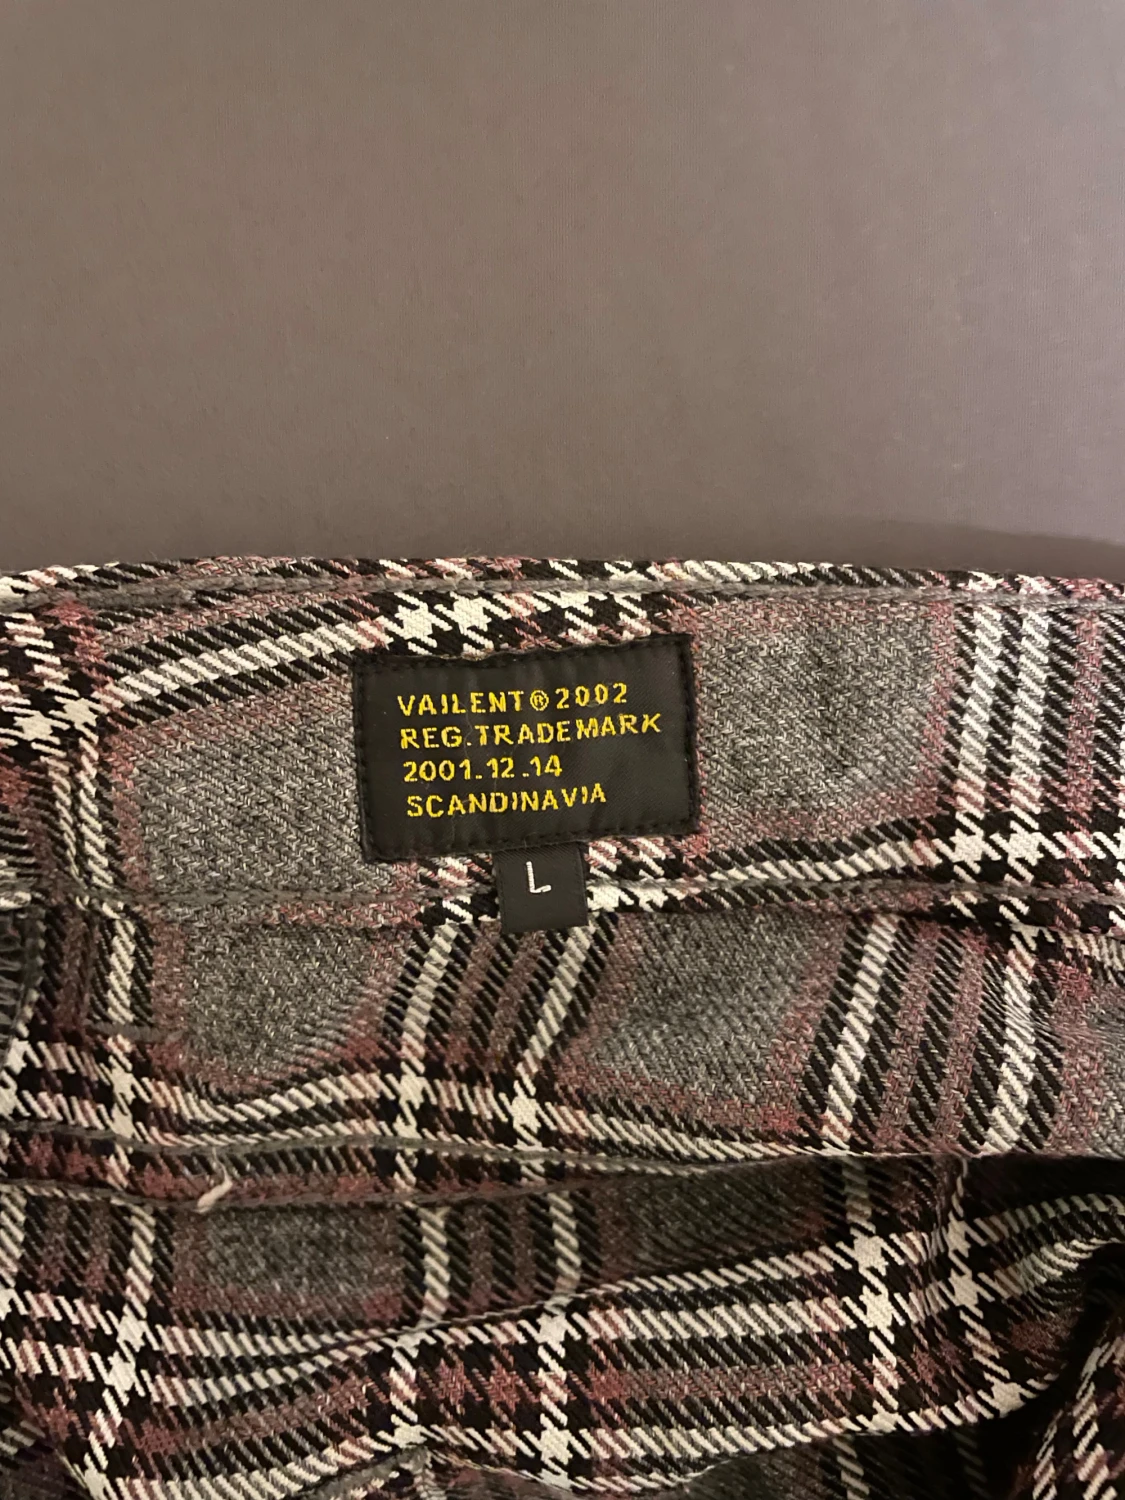 VAILENT®2002
REG.TRADEMARK
2001.12.14
SCANDINAVIA
L